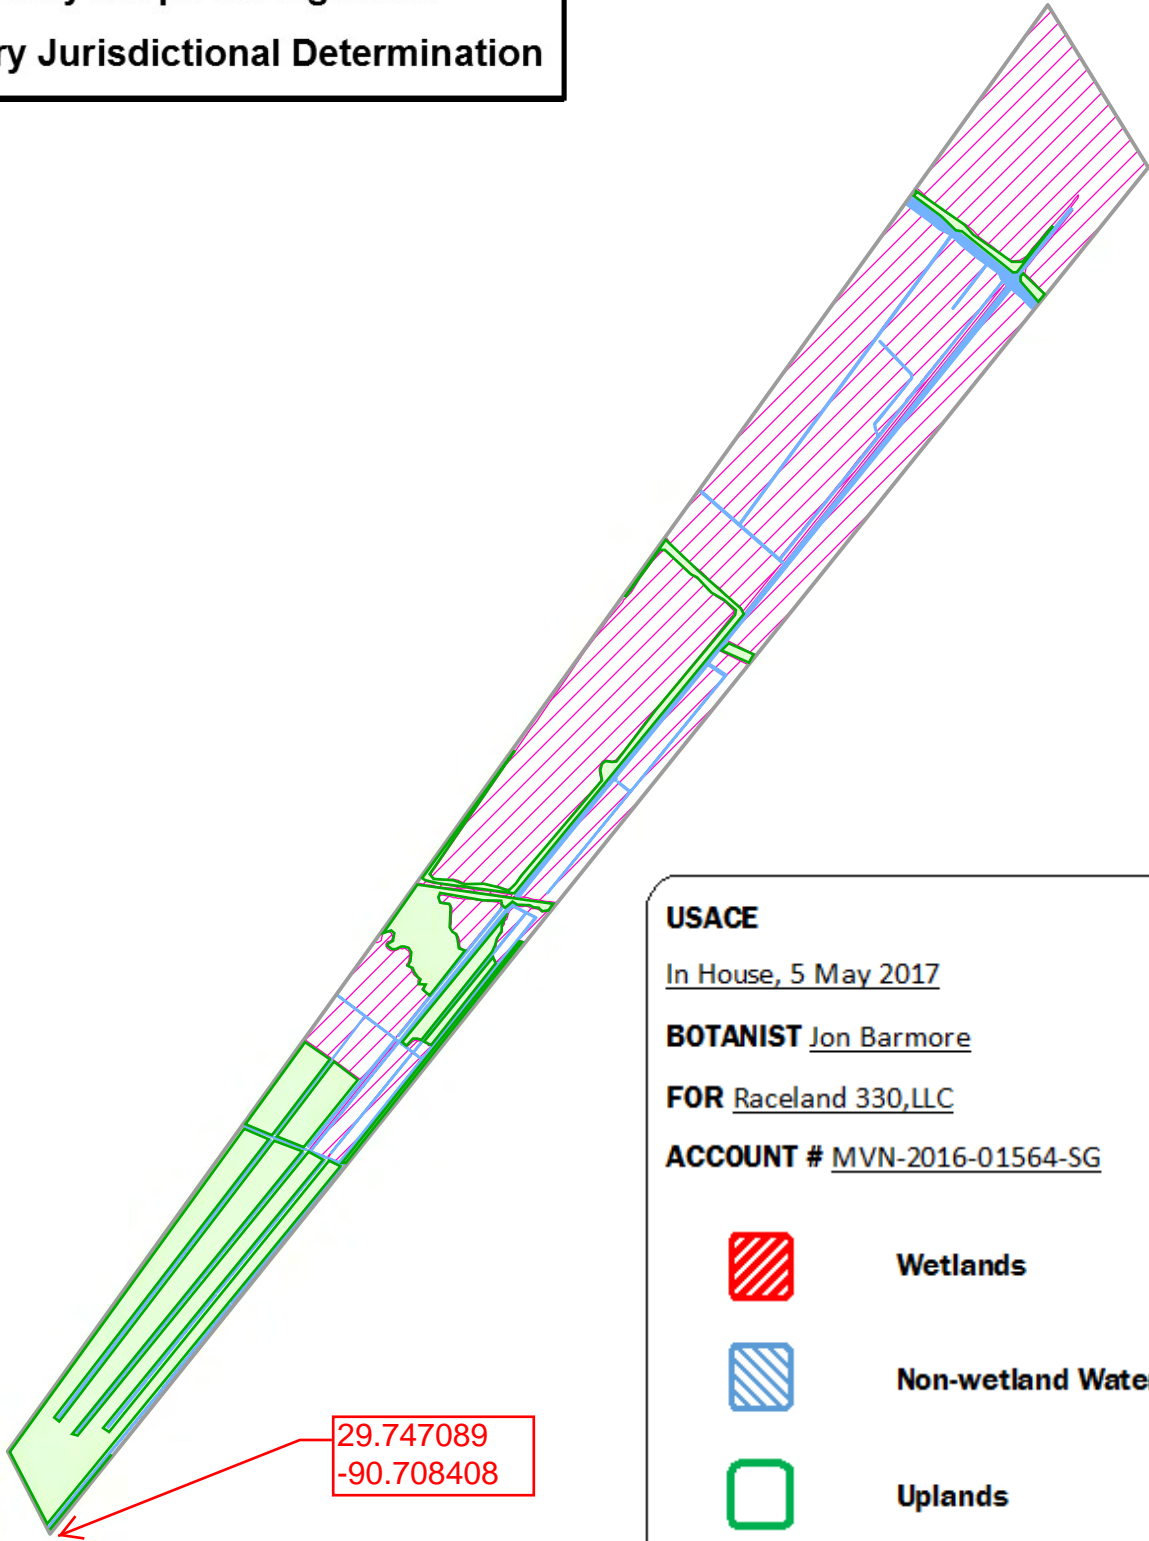 ry Jurisdictional Determination
29.747089
-90.708408
USACE
In House, 5 May 2017
BOTANIST Jon Barmore
FOR Raceland 330,LLC
ACCOUNT # MVN-2016-01564-SG
Wetlands
Non-wetland Water
Uplands